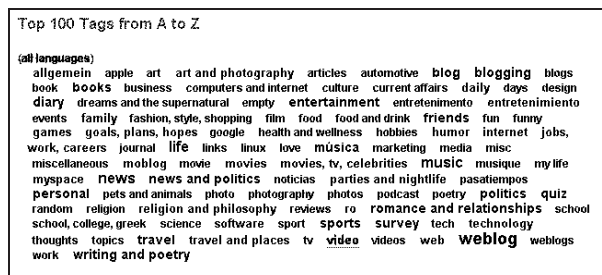 Top 100 Tags from A to Z
(all languages)
allgemein apple art art and photography articles automotive blog blogging blogs
book books business computers and internet culture current affairs daily days design
diary dreams and the supernatural empty entertainment entretenimento entretenimiento
events family fashion, style, shopping film food food and drink friends fun funny
games goals, plans, hopes google health and wellness hobbies humor internet jobs,
work, careers journal life links linux love música marketing media misc
miscellaneous moblog movie movies movies, tv, celebrities music musique my life
myspace news news and politics noticias parties and nightlife pasatiempos
personal pets and animals photo photography photos podcast poetry politics quiz
random religion religion and philosophy reviews ro romance and relationships school
school, college, greek science software sport sports survey tech technology
thoughts topics travel travel and places tv video videos web weblog weblogs
work writing and poetry